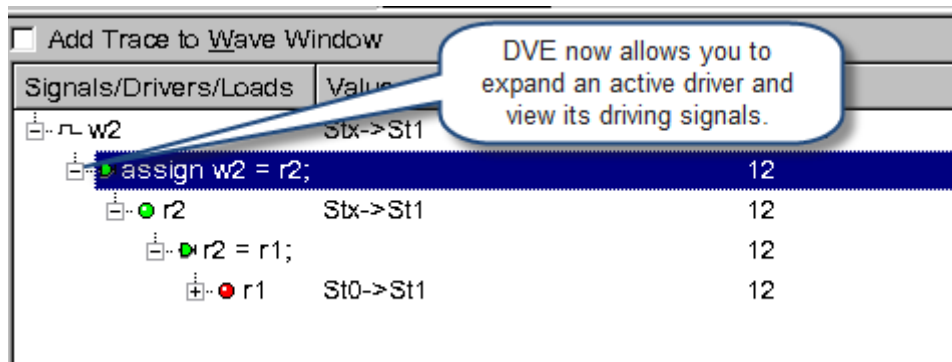 Add Trace to Wave Window
DVE now allows you to
expand an active driver and
view its driving signals.
Signals/Drivers/Loads
w2 Stx->St1
assign w2 = r2; 12
r2 Stx->St1 12
r2 = r1; 12
r1 St0->St1 12